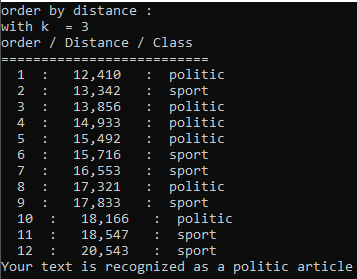 order by distance :
with k  = 3
order / Distance / Class
==========================
  1  :   12,410   :  politic
  2  :   13,342   :  sport
  3  :   13,856   :  politic
  4  :   14,933   :  politic
  5  :   15,492   :  politic
  6  :   15,716   :  sport
  7  :   16,553   :  sport
  8  :   17,321   :  politic
  9  :   17,833   :  sport
  10  :   18,166   :  politic
  11  :   18,547   :  sport
  12  :   20,543  :  sport
Your text is recognized as a politic article